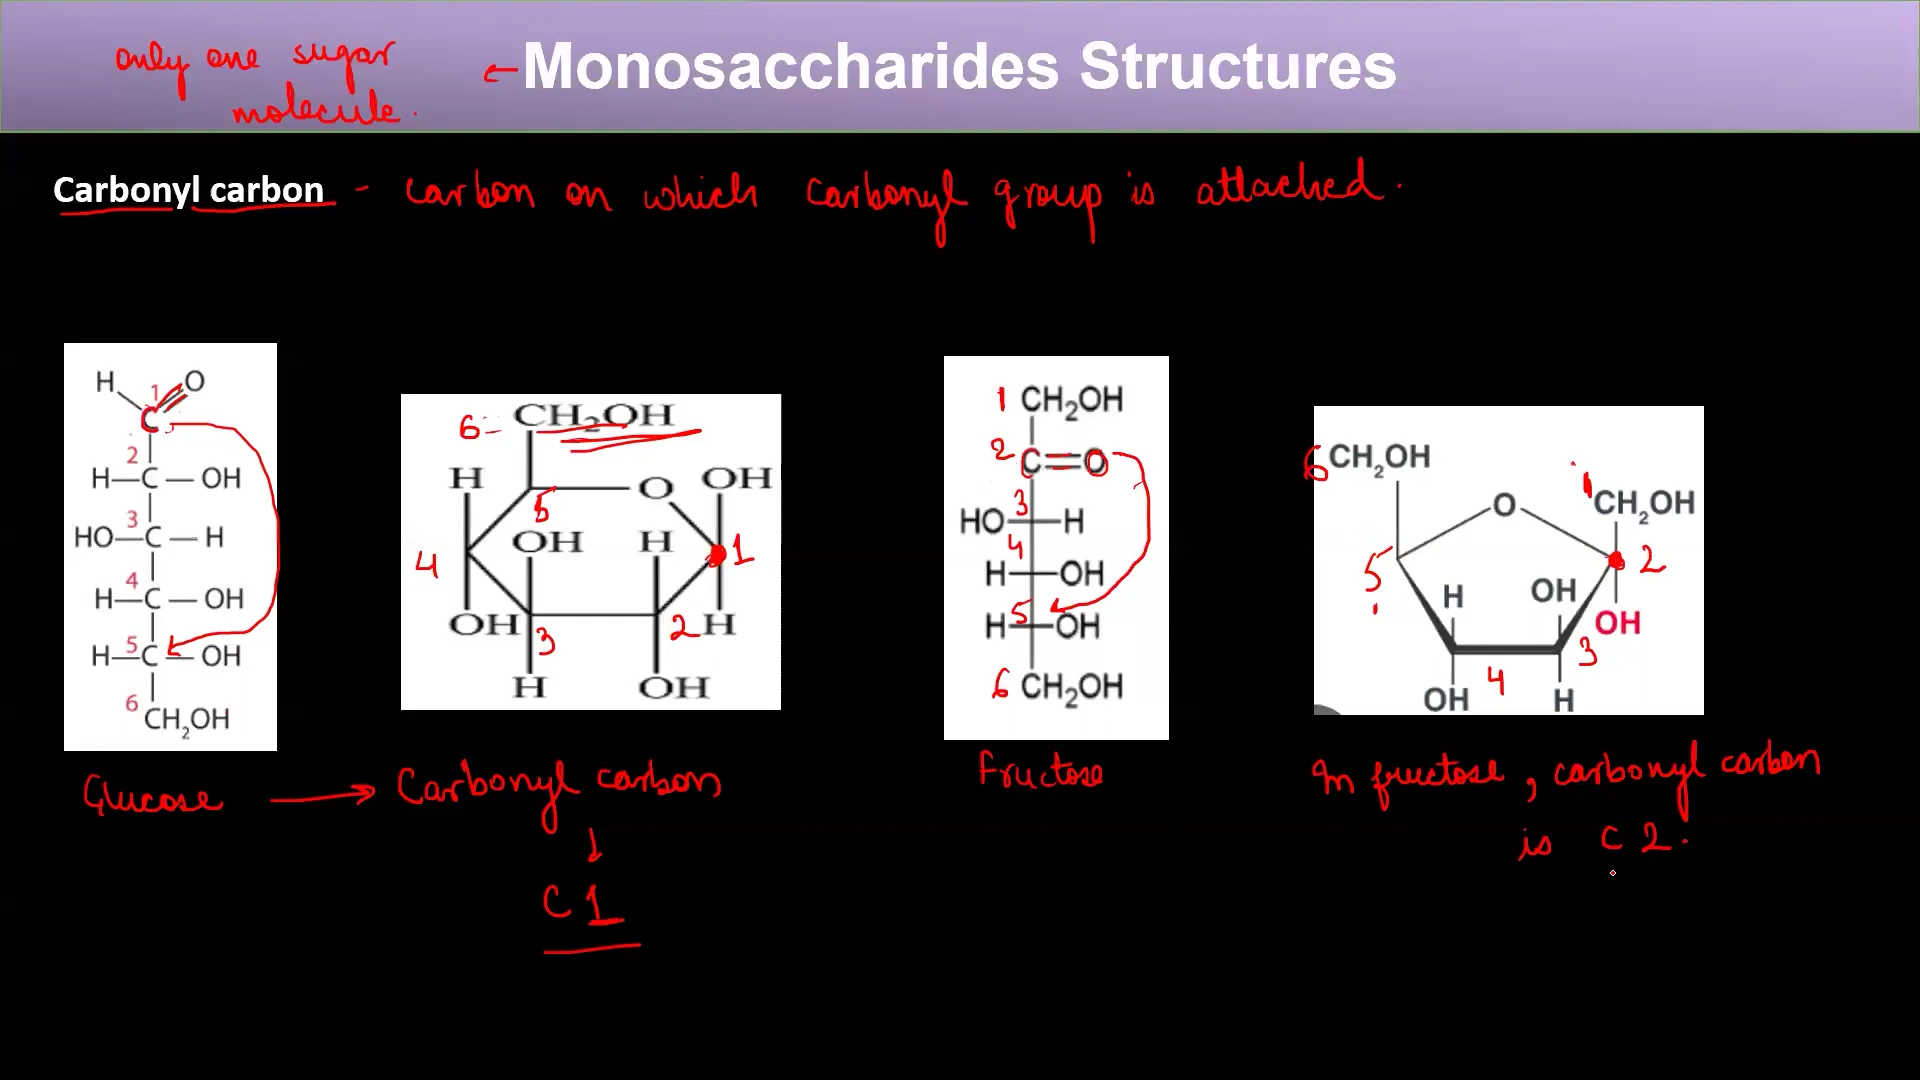 only one sugar
molecule.
← Monosaccharides Structures
Carbonyl carbon - carbon on which carbonyl group is attached.
H 1 O
C
2
H—C—OH
3
HO—C—H
4
H—C—OH
5
H—C—OH
6
CH2OH
Glucose → Carbonyl carbon
↓
C 1
6- CH2OH
H O OH
5
4 OH H 1
OH 3 2 H
H OH
1 CH2OH
2 C=O
3
HO H
4
H OH
5
H OH
6 CH2OH
Fructose
6 CH2OH
O 1 CH2OH
5 2
H OH OH
3
4
OH H
In fructose, carbonyl carbon
is C 2.